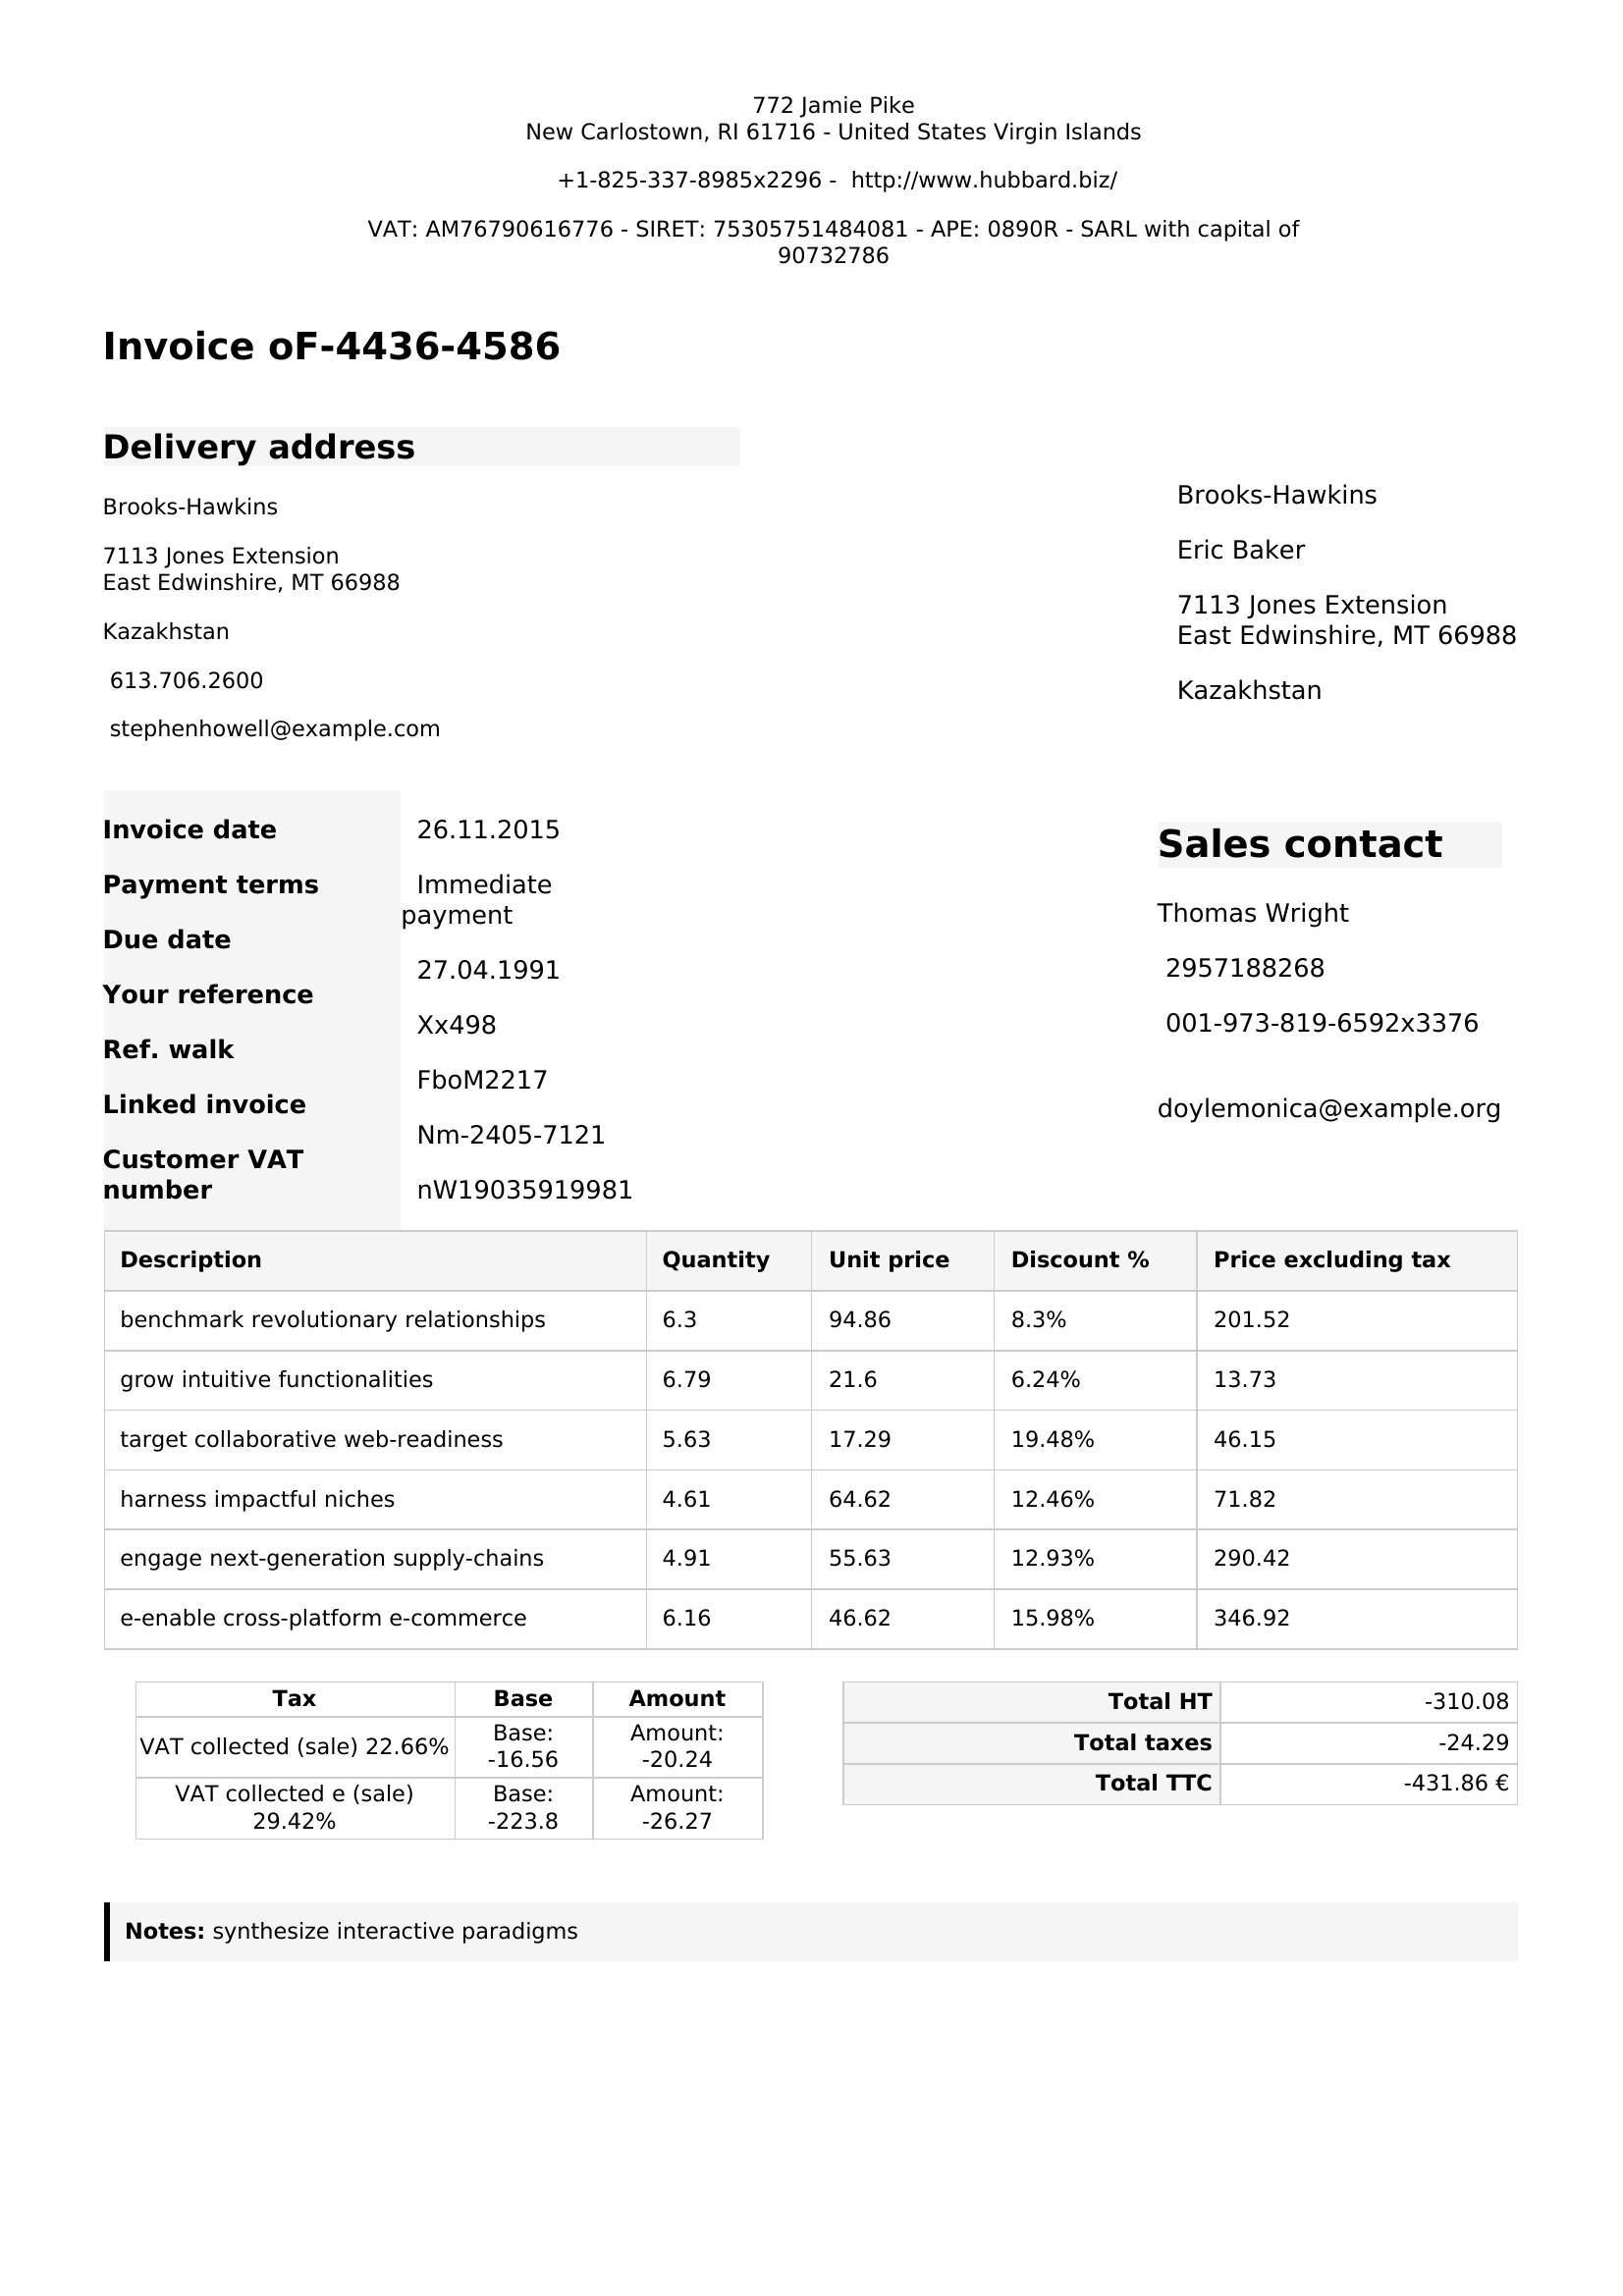 772 Jamie Pike
New Carlostown, RI 61716 - United States Virgin Islands
+1-825-337-8985x2296 -  http://www.hubbard.biz/
VAT: AM76790616776 - SIRET: 75305751484081 - APE: 0890R - SARL with capital of
90732786
Invoice oF-4436-4586
Delivery address
Brooks-Hawkins
7113 Jones Extension
East Edwinshire, MT 66988
Kazakhstan
613.706.2600
stephenhowell@example.com
Brooks-Hawkins
Eric Baker
7113 Jones Extension
East Edwinshire, MT 66988
Kazakhstan
Invoice date
Payment terms
Due date
Your reference
Ref. walk
Linked invoice
Customer VAT
number
26.11.2015
Immediate
payment
27.04.1991
Xx498
FboM2217
Nm-2405-7121
nW19035919981
Sales contact
Thomas Wright
2957188268
001-973-819-6592x3376
doylemonica@example.org
Description Quantity Unit price Discount % Price excluding tax
benchmark revolutionary relationships 6.3 94.86 8.3% 201.52
grow intuitive functionalities 6.79 21.6 6.24% 13.73
target collaborative web-readiness 5.63 17.29 19.48% 46.15
harness impactful niches 4.61 64.62 12.46% 71.82
engage next-generation supply-chains 4.91 55.63 12.93% 290.42
e-enable cross-platform e-commerce 6.16 46.62 15.98% 346.92
Tax Base Amount
VAT collected (sale) 22.66% Base: -16.56 Amount: -20.24
VAT collected e (sale) 29.42% Base: -223.8 Amount: -26.27
Total HT -310.08
Total taxes -24.29
Total TTC -431.86 €
Notes: synthesize interactive paradigms